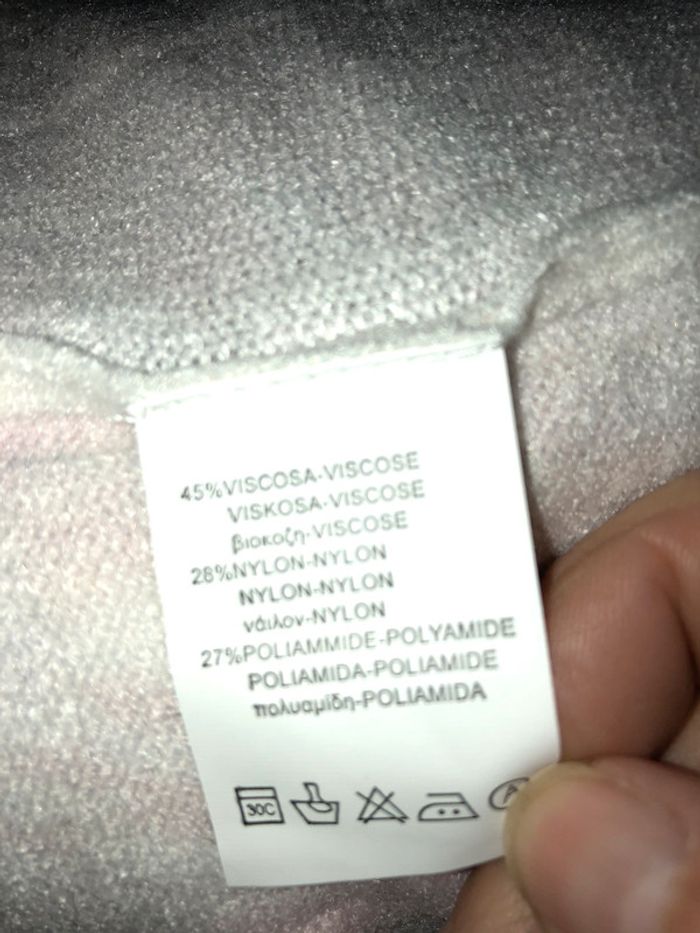 45%VISCOSA-VISCOSE
VISKOSA-VISCOSE
βιοκοζη-VISCOSE
28%NYLON-NYLON
NYLON-NYLON
νάιλον-NYLON
27%POLIAMMIDE-POLYAMIDE
POLIAMIDA-POLIAMIDE
πολυαμίδη-POLIAMIDA
30C A